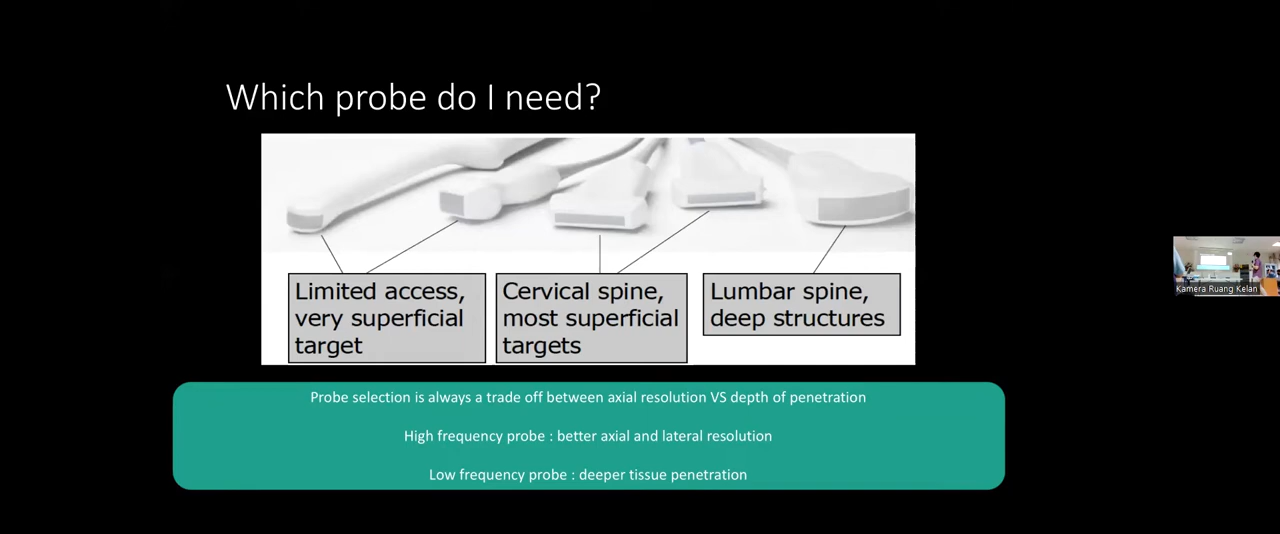 Which probe do I need?
Limited access,
very superficial
target
Cervical spine,
most superficial
targets
Lumbar spine,
deep structures
Probe selection is always a trade off between axial resolution VS depth of penetration
High frequency probe : better axial and lateral resolution
Low frequency probe : deeper tissue penetration
Kamera Ruang Kelan